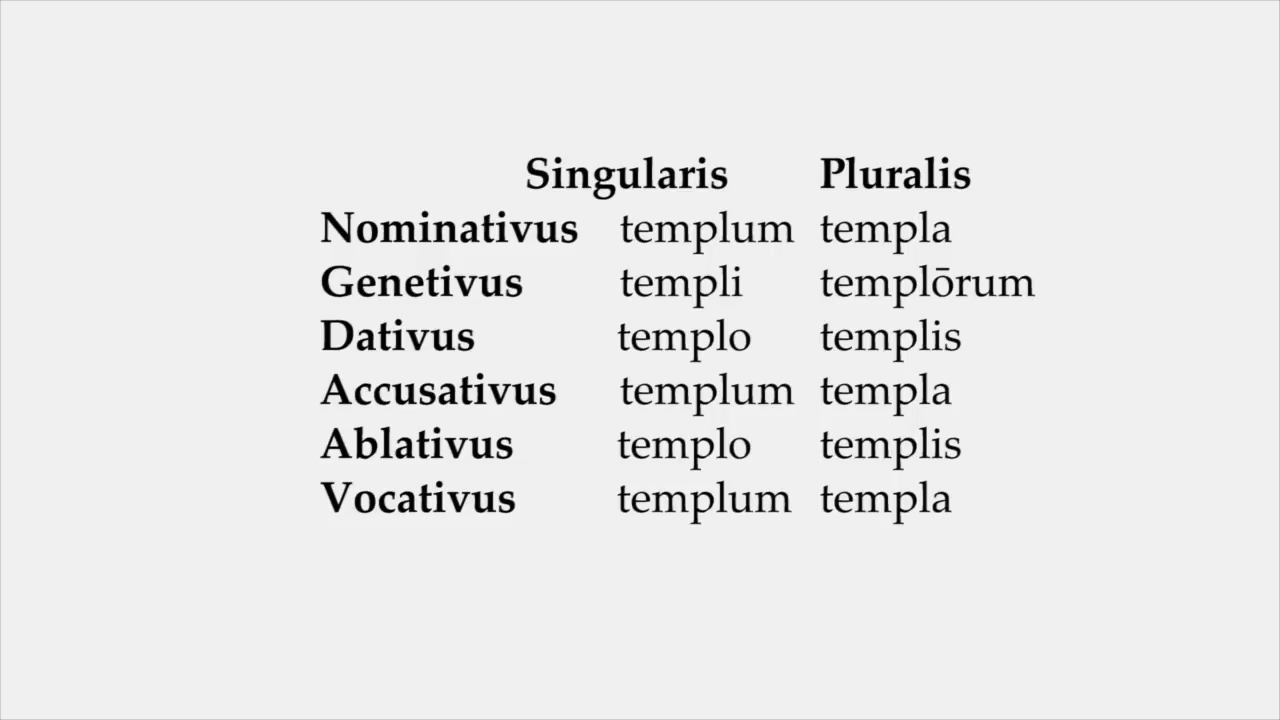 Singularis Pluralis
Nominativus templum templa
Genetivus templi templōrum
Dativus templo templis
Accusativus templum templa
Ablativus templo templis
Vocativus templum templa